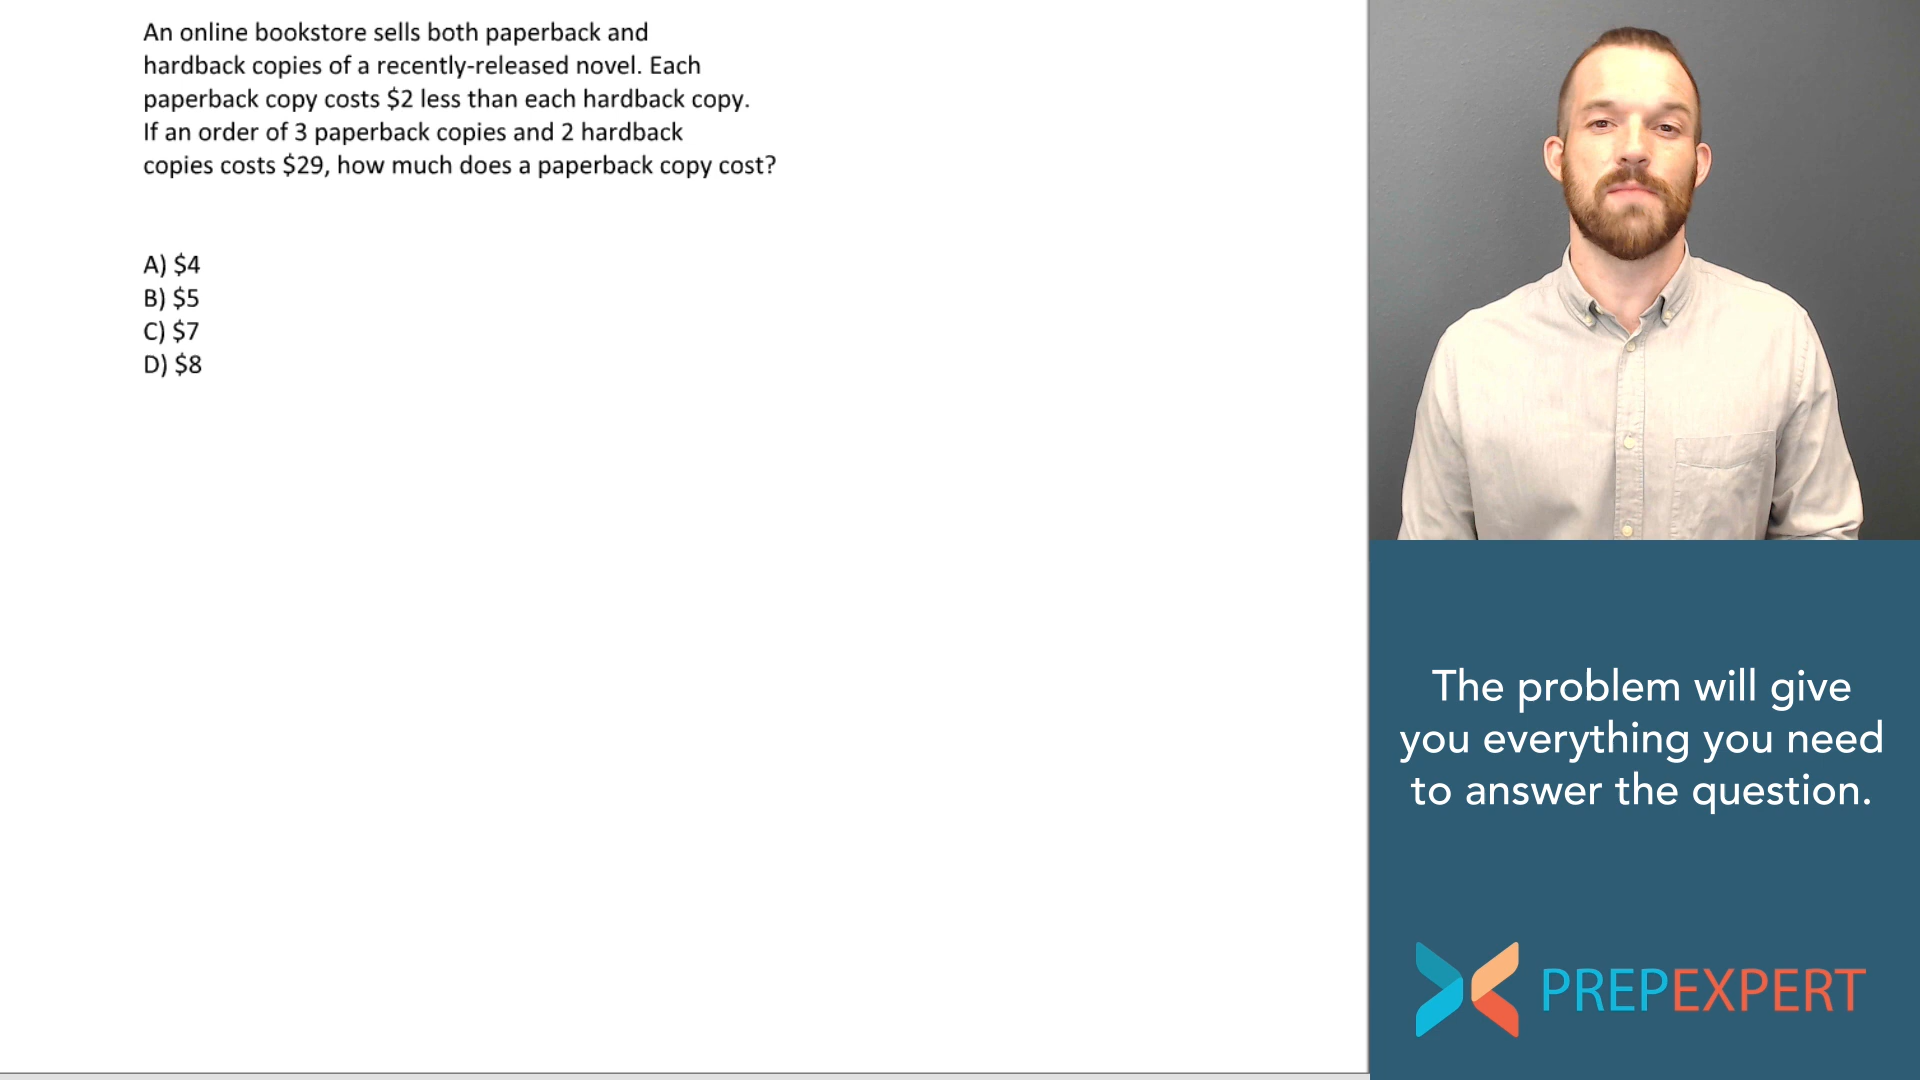 An online bookstore sells both paperback and
hardback copies of a recently-released novel. Each
paperback copy costs $2 less than each hardback copy.
If an order of 3 paperback copies and 2 hardback
copies costs $29, how much does a paperback copy cost?
A) $4
B) $5
C) $7
D) $8
The problem will give
you everything you need
to answer the question.
PREPEXPERT